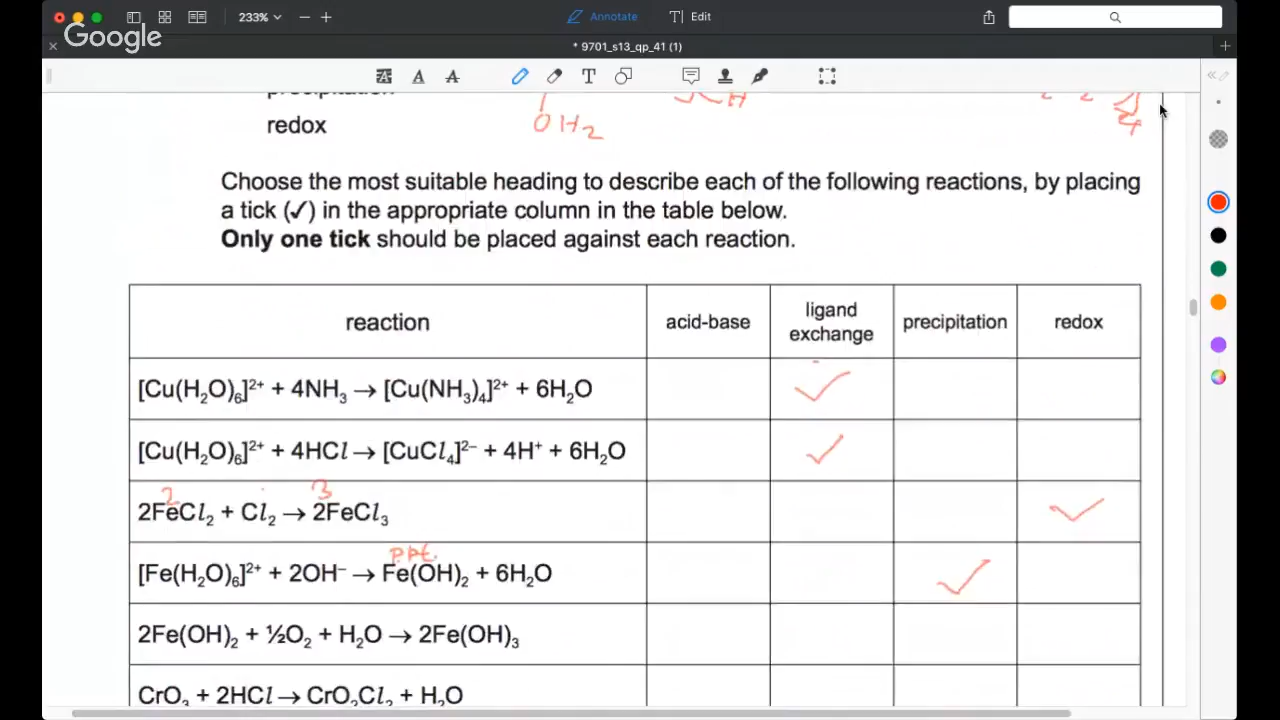 233%
Annotate
Edit
Google
* 9701_s13_qp_41 (1)
precipitation
redox
OH₂
H
4
Choose the most suitable heading to describe each of the following reactions, by placing
a tick (✓) in the appropriate column in the table below.
Only one tick should be placed against each reaction.
reaction acid-base ligand exchange precipitation redox
[Cu(H₂O)₆]²⁺ + 4NH₃ → [Cu(NH₃)₄]²⁺ + 6H₂O ✓
[Cu(H₂O)₆]²⁺ + 4HCl → [CuCl₄]²⁻ + 4H⁺ + 6H₂O ✓
2 3
2FeCl₂ + Cl₂ → 2FeCl₃ ✓
ppt.
[Fe(H₂O)₆]²⁺ + 2OH⁻ → Fe(OH)₂ + 6H₂O ✓
2Fe(OH)₂ + ½O₂ + H₂O → 2Fe(OH)₃
CrO₃ + 2HCl → CrO₂Cl₂ + H₂O